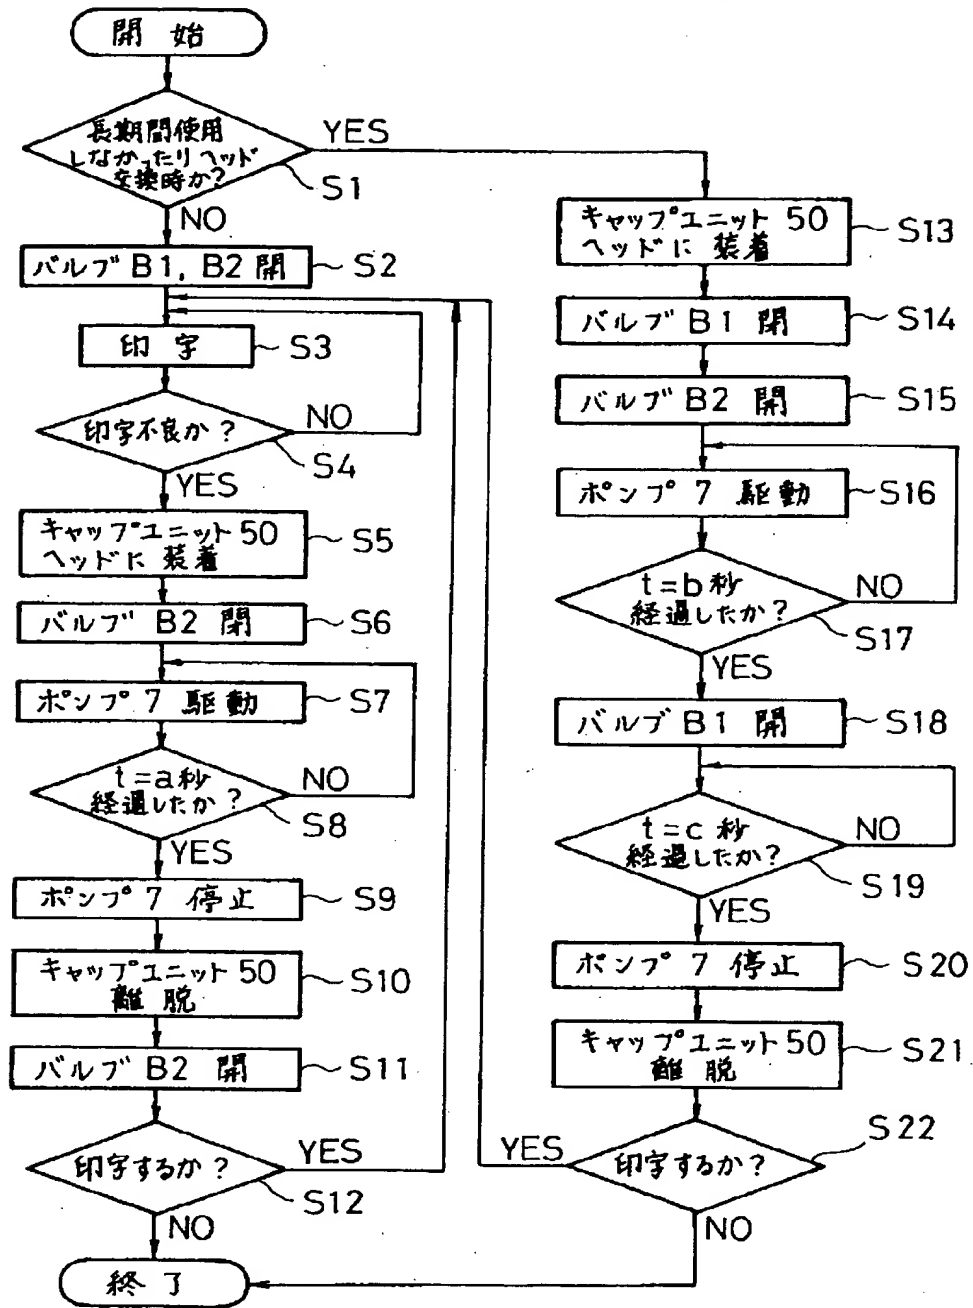 開 始
長期間使用
しなかったりヘッド
交換時か?
YES
S1
NO
バルブ B1, B2 開
S2
印 字
S3
印字不良か?
NO
S4
YES
キャップユニット 50
ヘッドに 装着
S5
バルブ B2 閉
S6
ポンプ 7 駆動
S7
t=a秒
経過したか?
NO
S8
YES
ポンプ 7 停止
S9
キャップユニット 50
離 脱
S10
バルブ B2 開
S11
印字するか?
YES
S12
NO
終 了
キャップユニット 50
ヘッドに 装着
S13
バルブ B1 閉
S14
バルブ B2 開
S15
ポンプ 7 駆動
S16
t=b秒
経過したか?
NO
S17
YES
バルブ B1 開
S18
t=c 秒
経過したか?
NO
S19
YES
ポンプ 7 停止
S20
キャップユニット 50
離 脱
S21
S22
YES
印字するか?
NO